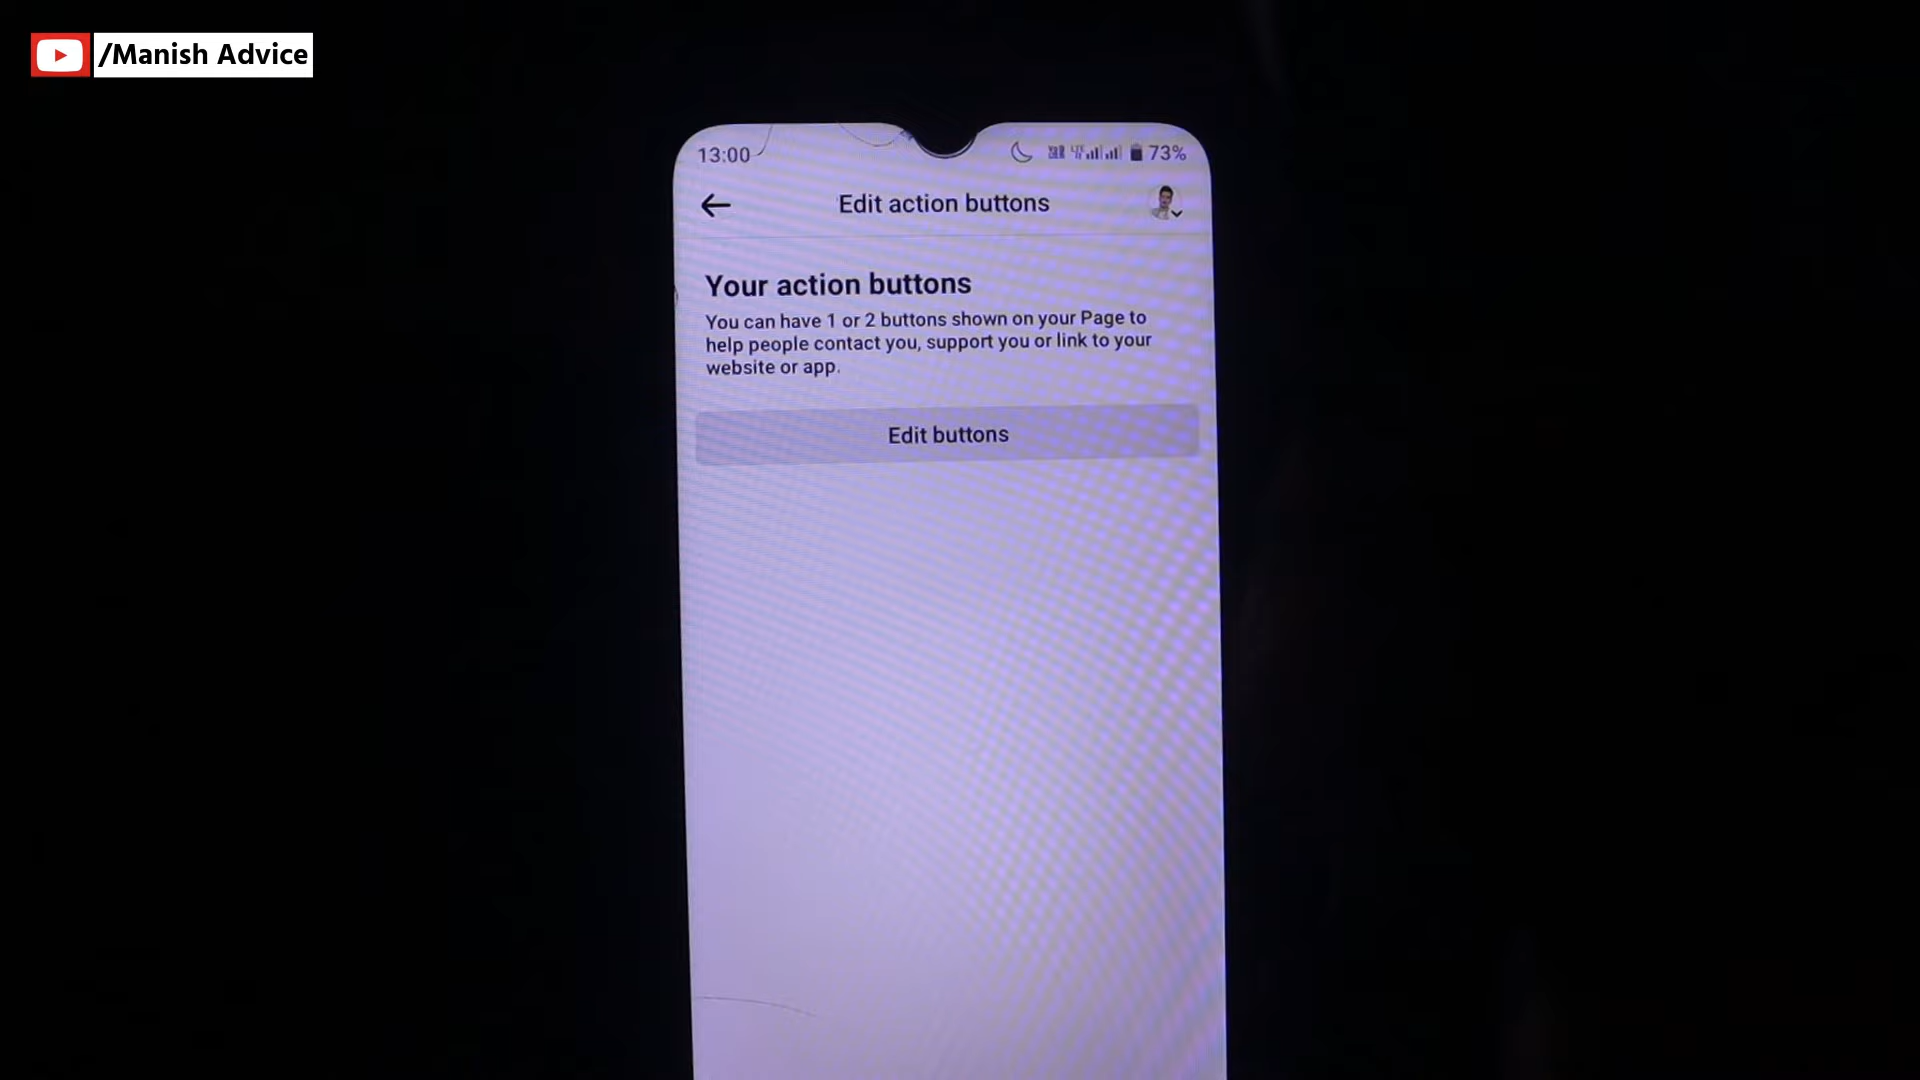 /Manish Advice
13:00
73%
Edit action buttons
Your action buttons
You can have 1 or 2 buttons shown on your Page to
help people contact you, support you or link to your
website or app.
Edit buttons